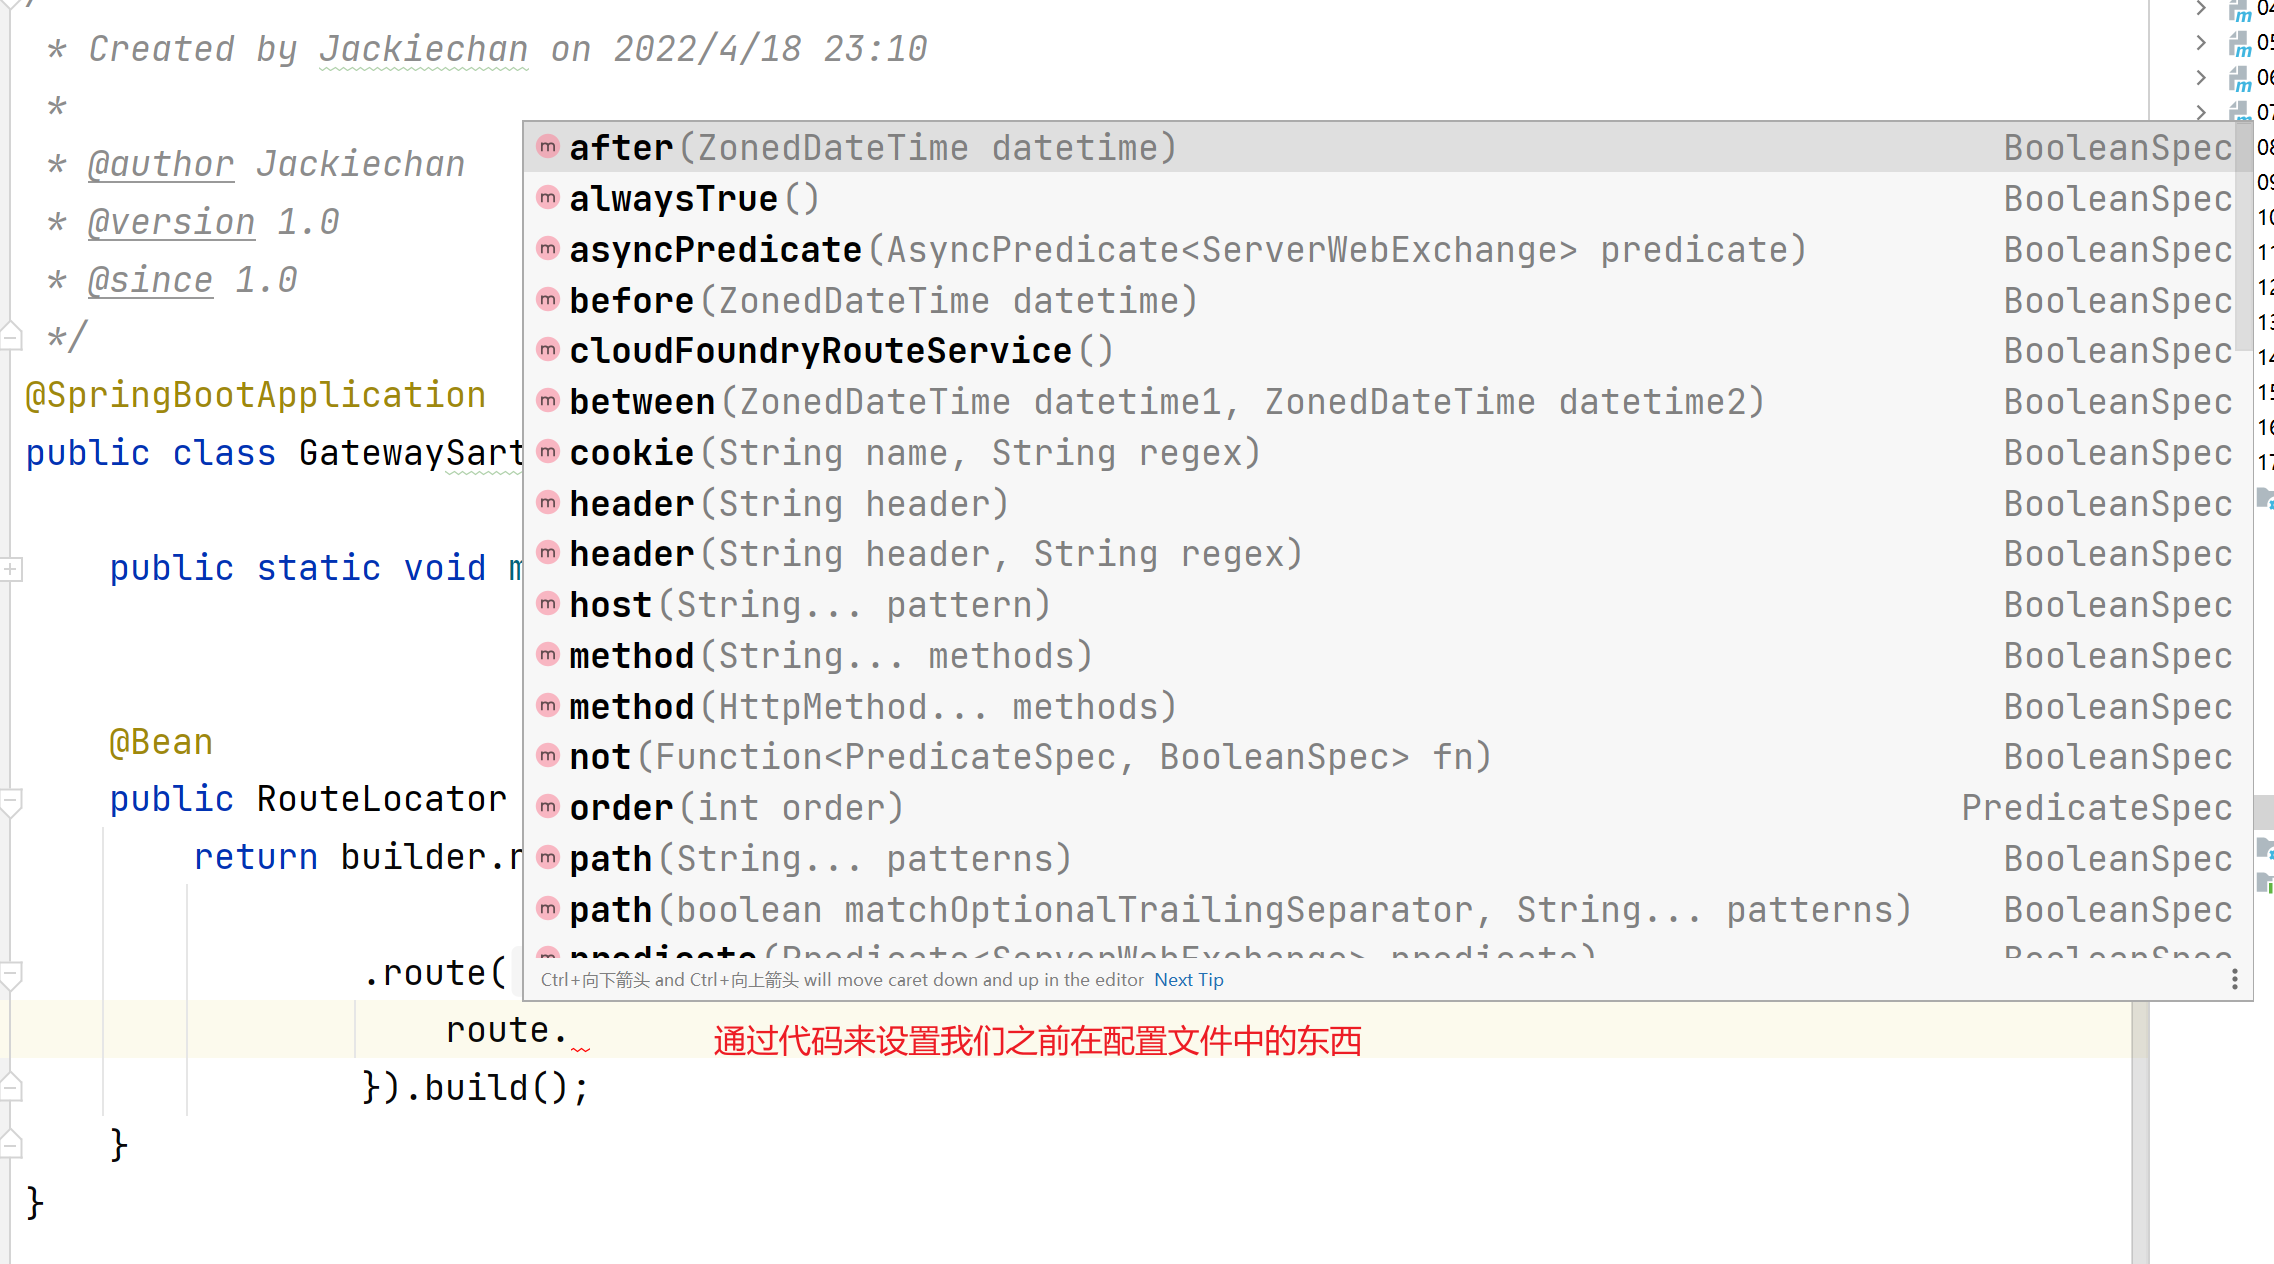 * Created by Jackiechan on 2022/4/18 23:10
*
* @author Jackiechan
* @version 1.0
* @since 1.0
*/
@SpringBootApplication
public class GatewaySart
public static void m
@Bean
public RouteLocator
return builder.r
.route(
route.
}).build();
}
}
after(ZonedDateTime datetime) BooleanSpec
alwaysTrue() BooleanSpec
asyncPredicate(AsyncPredicate<ServerWebExchange> predicate) BooleanSpec
before(ZonedDateTime datetime) BooleanSpec
cloudFoundryRouteService() BooleanSpec
between(ZonedDateTime datetime1, ZonedDateTime datetime2) BooleanSpec
cookie(String name, String regex) BooleanSpec
header(String header) BooleanSpec
header(String header, String regex) BooleanSpec
host(String... pattern) BooleanSpec
method(String... methods) BooleanSpec
method(HttpMethod... methods) BooleanSpec
not(Function<PredicateSpec, BooleanSpec> fn) BooleanSpec
order(int order) PredicateSpec
path(String... patterns) BooleanSpec
path(boolean matchOptionalTrailingSeparator, String... patterns) BooleanSpec
predicate(Predicate<ServerWebExchange> predicate) BooleanSpec
Ctrl+向下箭头 and Ctrl+向上箭头 will move caret down and up in the editor Next Tip
通过代码来设置我们之前在配置文件中的东西
04
05
06
07
08
09
10
11
12
13
14
15
16
17